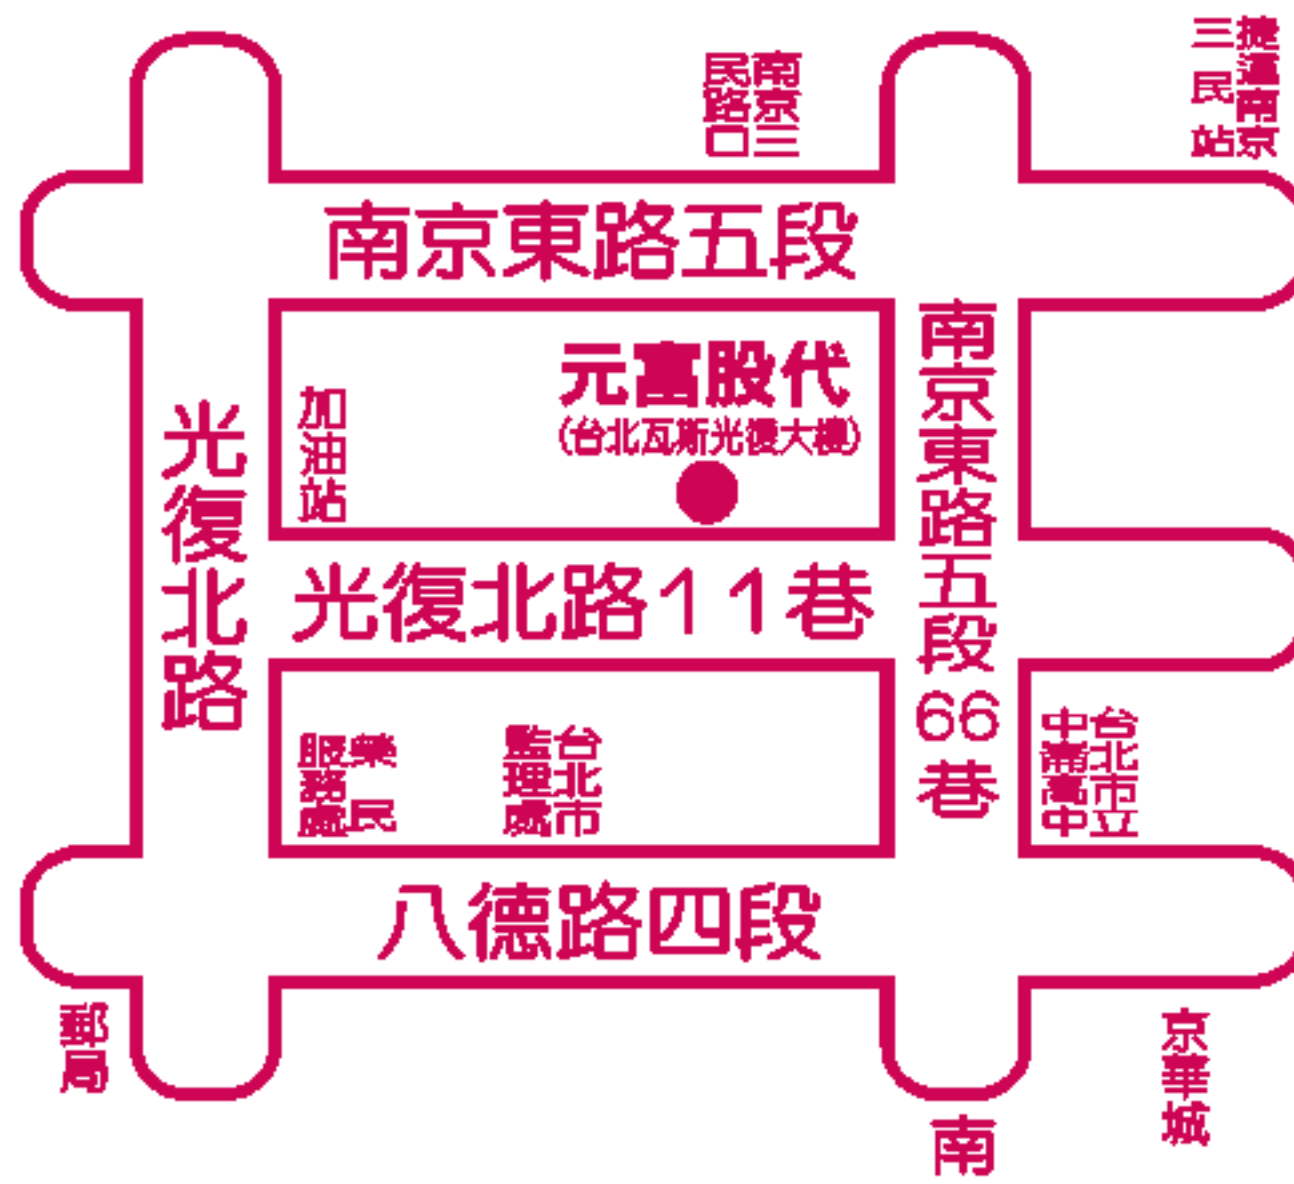 捷運南京
三民站
南京三
民路口
南京東路五段
元富股代
(台北瓦斯光復大樓)
加油站
光復北路
南京東路五段66巷
光復北路11巷
榮民
服務處
台北市
監理處
台北市立
中崙高中
八德路四段
郵局
京華城
南